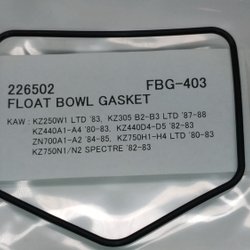 226502 FBG-403
FLOAT BOWL GASKET
KAW : KZ250W1 LTD '83, KZ305 B2-B3 LTD '87-88
KZ440A1-A4 '80-83, KZ440D4-D5 '82-83
ZN700A1-A2 '84-85, KZ750H1-H4 LTD '80-83
KZ750N1/N2 SPECTRE '82-83